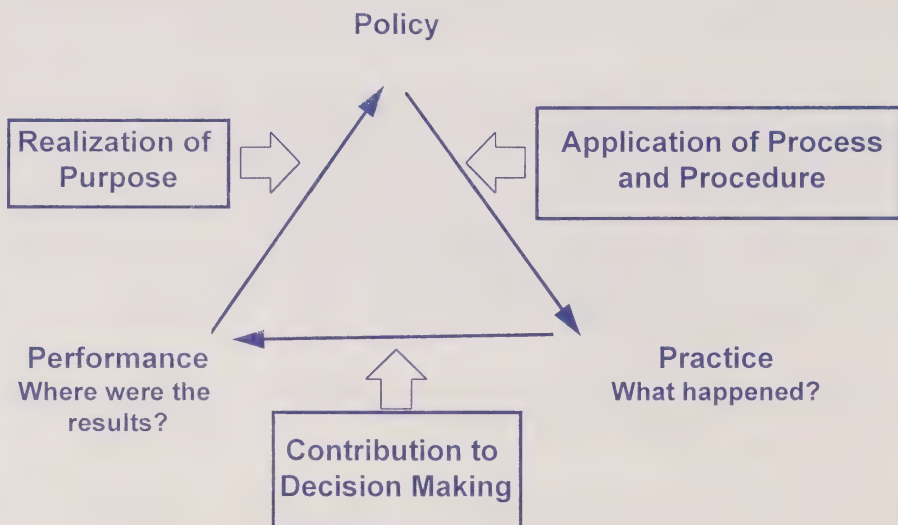 Policy
Realization of
Purpose
Application of Process
and Procedure
Performance
Where were the
results?
Practice
What happened?
Contribution to
Decision Making